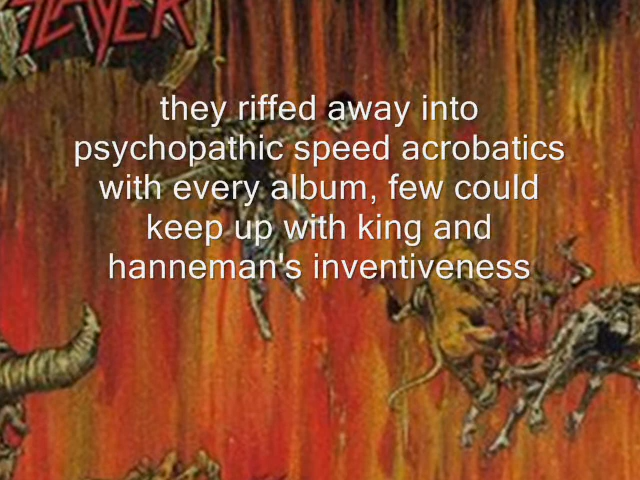 SLAYER
they riffed away into
psychopathic speed acrobatics
with every album, few could
keep up with king and
hanneman's inventiveness